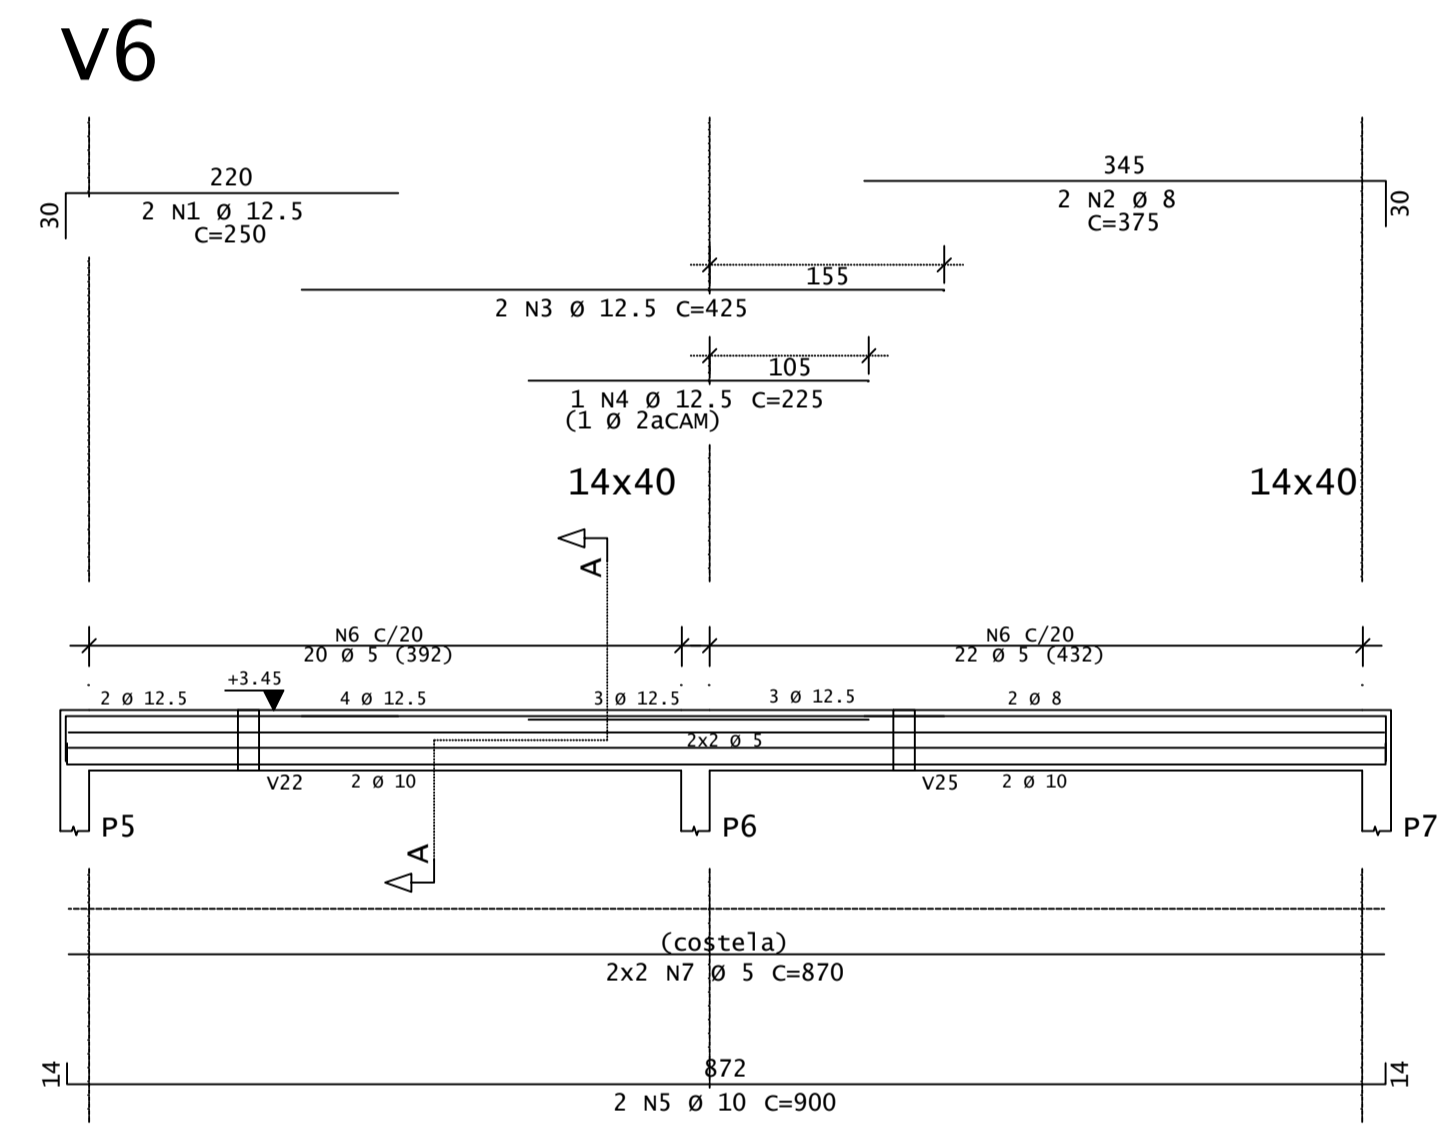 V6
220
30
2 N1 Ø 12.5
C=250
345
2 N2 Ø 8
C=375
30
155
2 N3 Ø 12.5 C=425
105
1 N4 Ø 12.5 C=225
(1 Ø 2aCAM)
14x40
14x40
A
N6 C/20
20 Ø 5 (392)
N6 C/20
22 Ø 5 (432)
+3.45
2 Ø 12.5
4 Ø 12.5
3 Ø 12.5
3 Ø 12.5
2 Ø 8
2x2 Ø 5
V22
2 Ø 10
V25
2 Ø 10
P5
P6
P7
A
(costela)
2x2 N7 Ø 5 C=870
14
872
14
2 N5 Ø 10 C=900